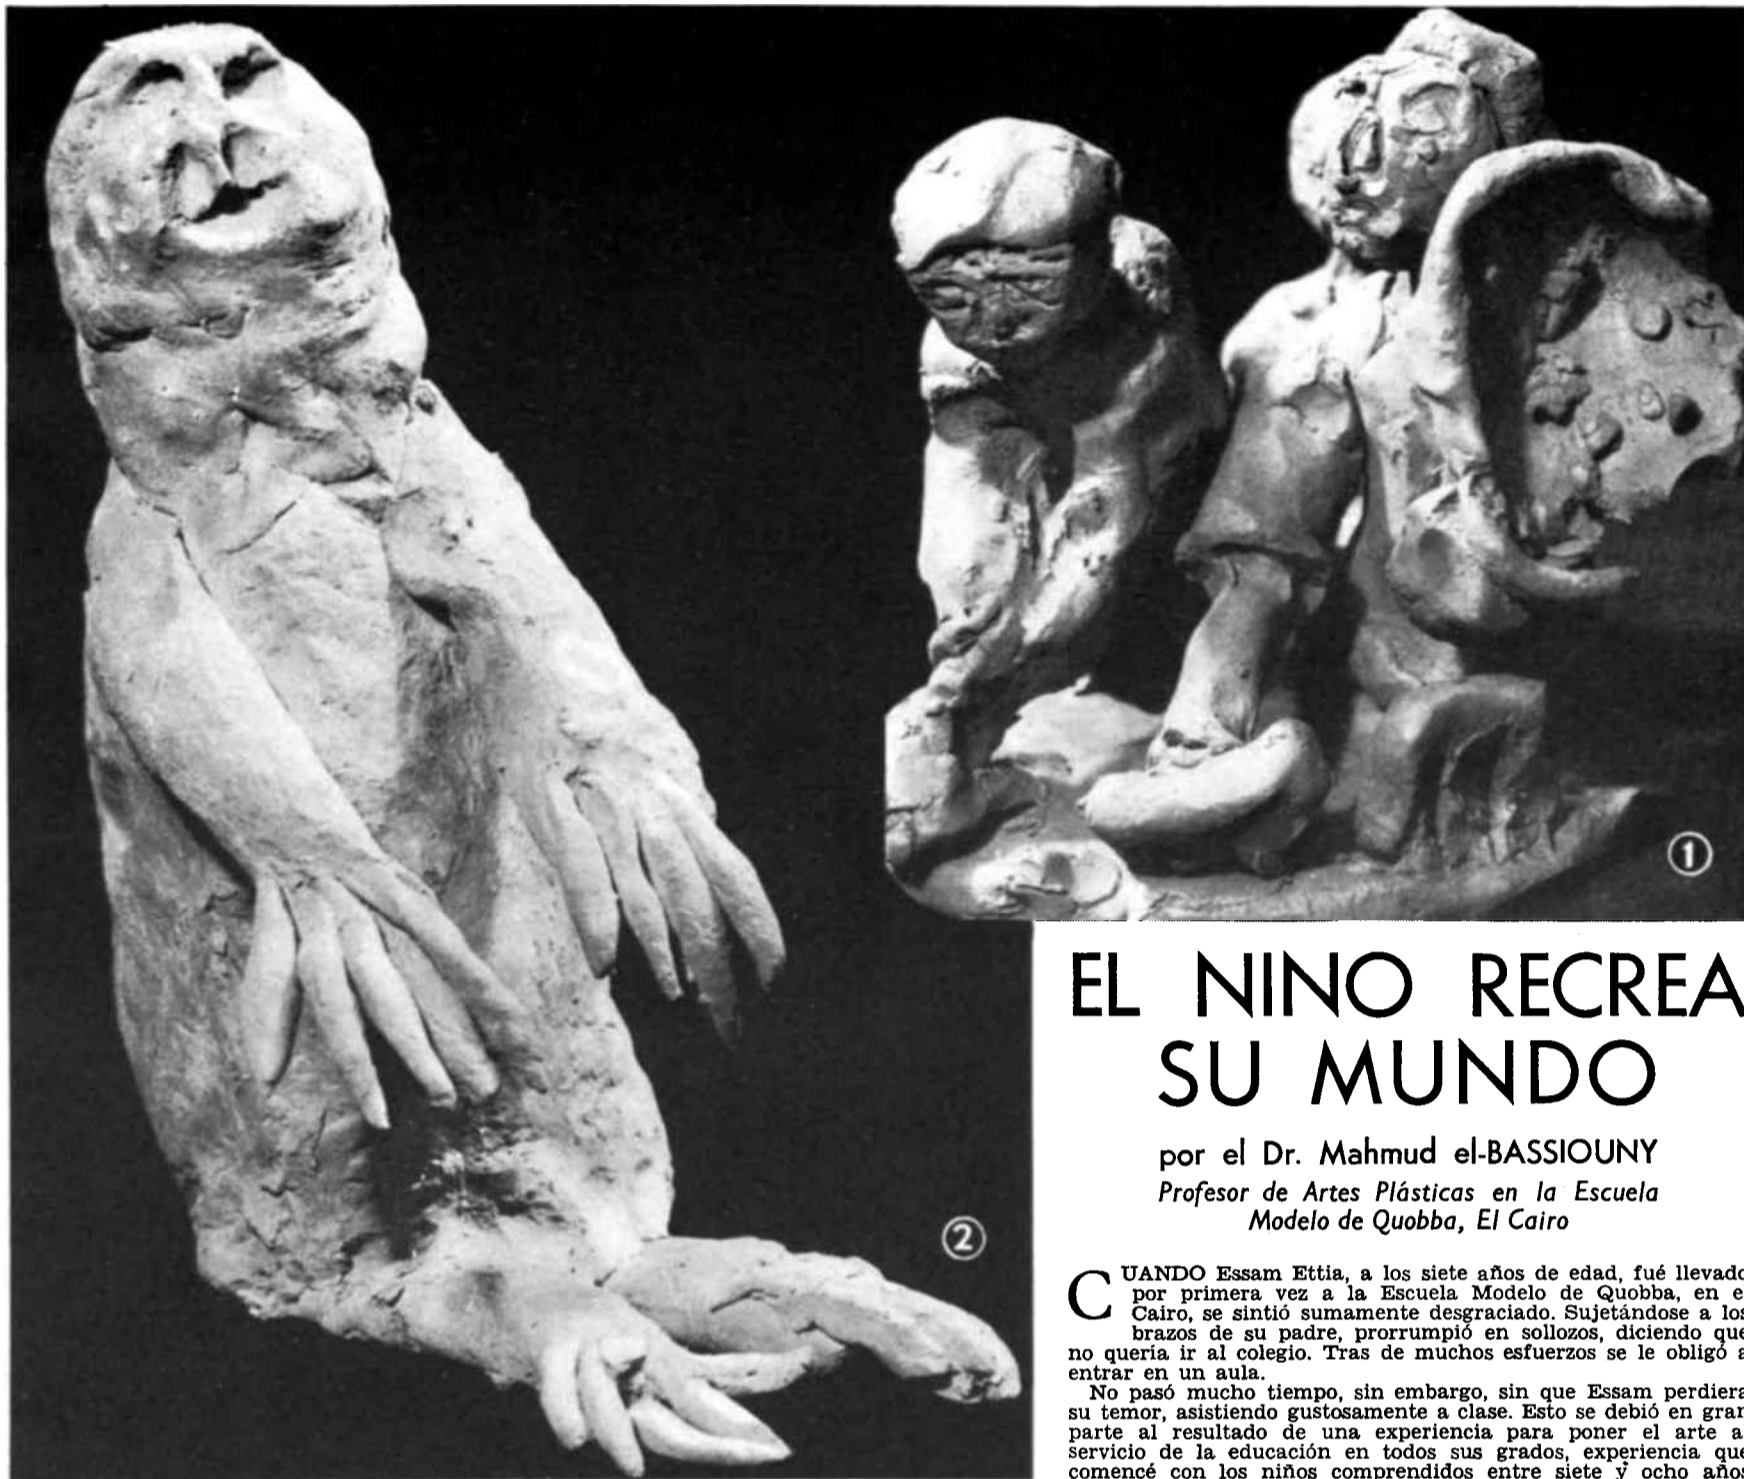 ①
②
EL NINO RECREA
SU MUNDO
por el Dr. Mahmud el-BASSIOUNY
Profesor de Artes Plásticas en la Escuela
Modelo de Quobba, El Cairo
CUANDO Essam Ettia, a los siete años de edad, fué llevado
por primera vez a la Escuela Modelo de Quobba, en e
Cairo, se sintió sumamente desgraciado. Sujetándose a los
brazos de su padre, prorrumpió en sollozos, diciendo que
no quería ir al colegio. Tras de muchos esfuerzos se le obligó a
entrar en un aula.
No pasó mucho tiempo, sin embargo, sin que Essam perdiera
su temor, asistiendo gustosamente a clase. Esto se debió en gran
parte al resultado de una experiencia para poner el arte a
servicio de la educación en todos sus grados, experiencia que
comencé con los niños comprendidos entre siete y ocho años